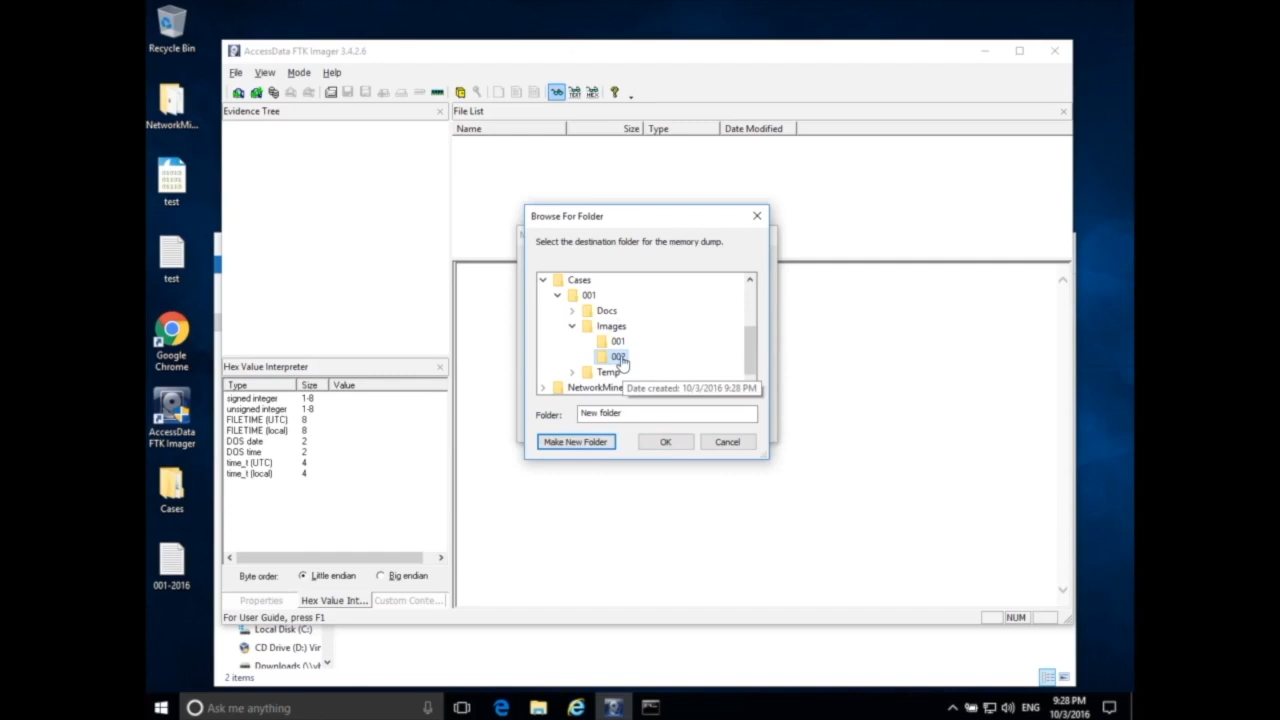 Recycle Bin
NetworkMi...
test
test
Google
Chrome
AccessData
FTK Imager
Cases
001-2016
AccessData FTK Imager 3.4.2.6
File View Mode Help
Evidence Tree
File List
Name Size Type Date Modified
Browse For Folder
Select the destination folder for the memory dump.
Cases
001
Docs
Images
001
002
Temp
NetworkMine
Date created: 10/3/2016 9:28 PM
Folder: New folder
Make New Folder OK Cancel
Hex Value Interpreter
Type Size Value
signed integer 1-8
unsigned integer 1-8
FILETIME (UTC) 8
FILETIME (local) 8
DOS date 2
DOS time 2
time_t (UTC) 4
time_t (local) 4
Byte order: Little endian Big endian
Properties Hex Value Int... Custom Conte...
For User Guide, press F1
NUM
Local Disk (C:)
CD Drive (D:) Vir
Downloads (\\vb
2 items
Ask me anything
ENG
9:28 PM
10/3/2016